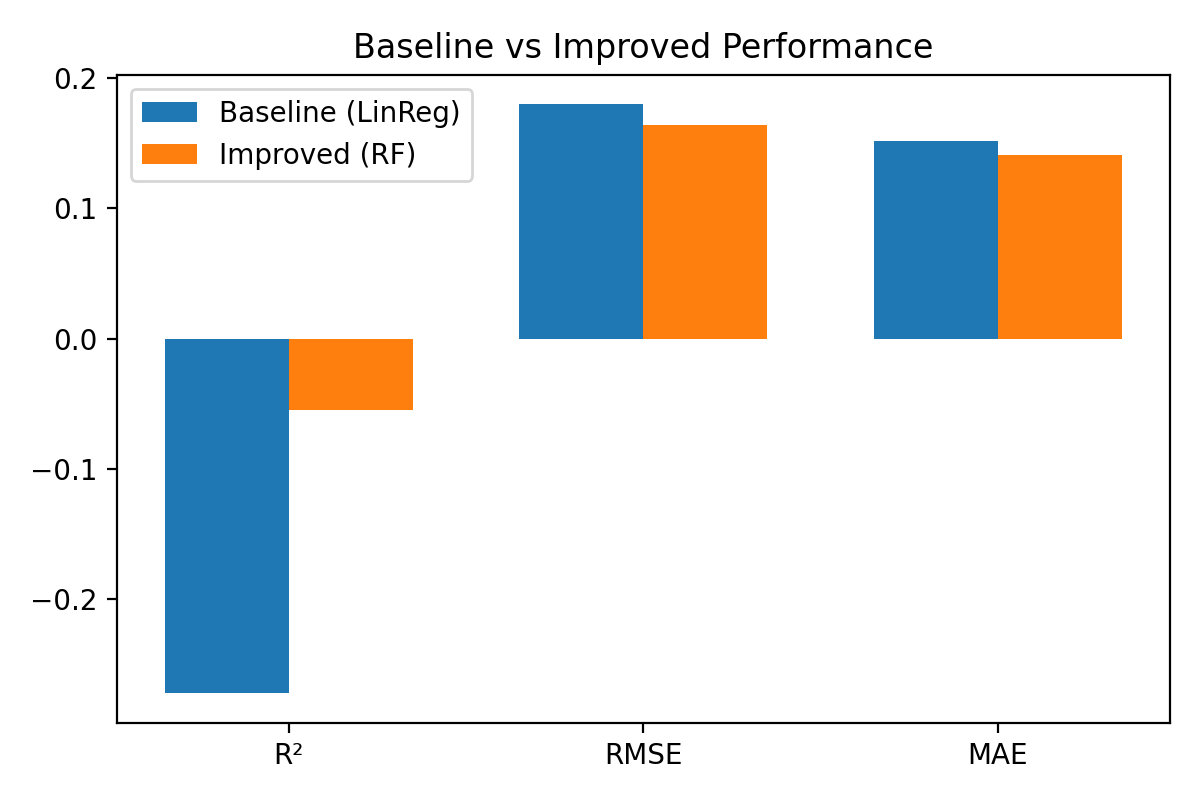 Baseline vs Improved Performance
0.2
0.1
0.0
−0.1
−0.2
Baseline (LinReg)
Improved (RF)
R²
RMSE
MAE